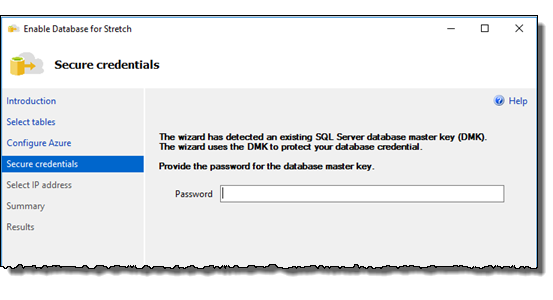 Enable Database for Stretch
Secure credentials
Introduction
Select tables
Configure Azure
Secure credentials
Select IP address
Summary
Results
Help
The wizard has detected an existing SQL Server database master key (DMK).
The wizard uses the DMK to protect your database credential.
Provide the password for the database master key.
Password